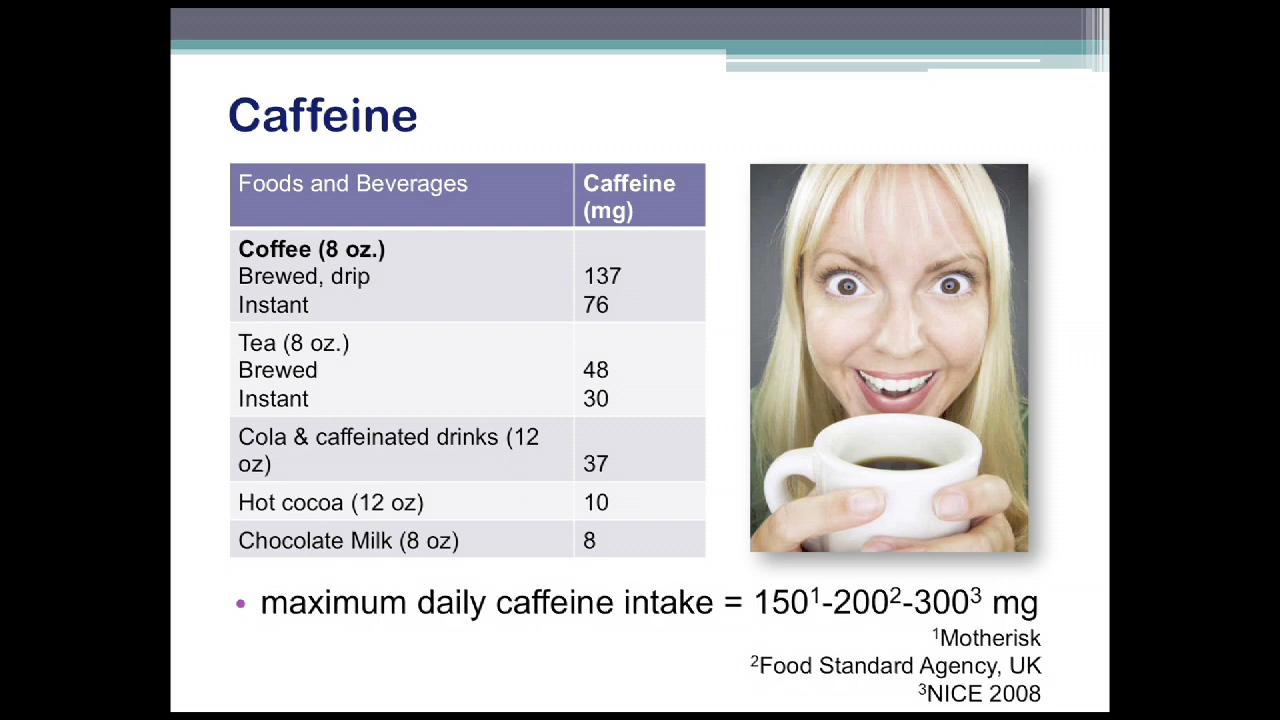 Caffeine
Foods and Beverages
Caffeine
(mg)
Coffee (8 oz.)
Brewed, drip 137
Instant 76
Tea (8 oz.)
Brewed 48
Instant 30
Cola & caffeinated drinks (12
oz) 37
Hot cocoa (12 oz) 10
Chocolate Milk (8 oz) 8
• maximum daily caffeine intake = 150¹-200²-300³ mg
¹Motherisk
²Food Standard Agency, UK
³NICE 2008